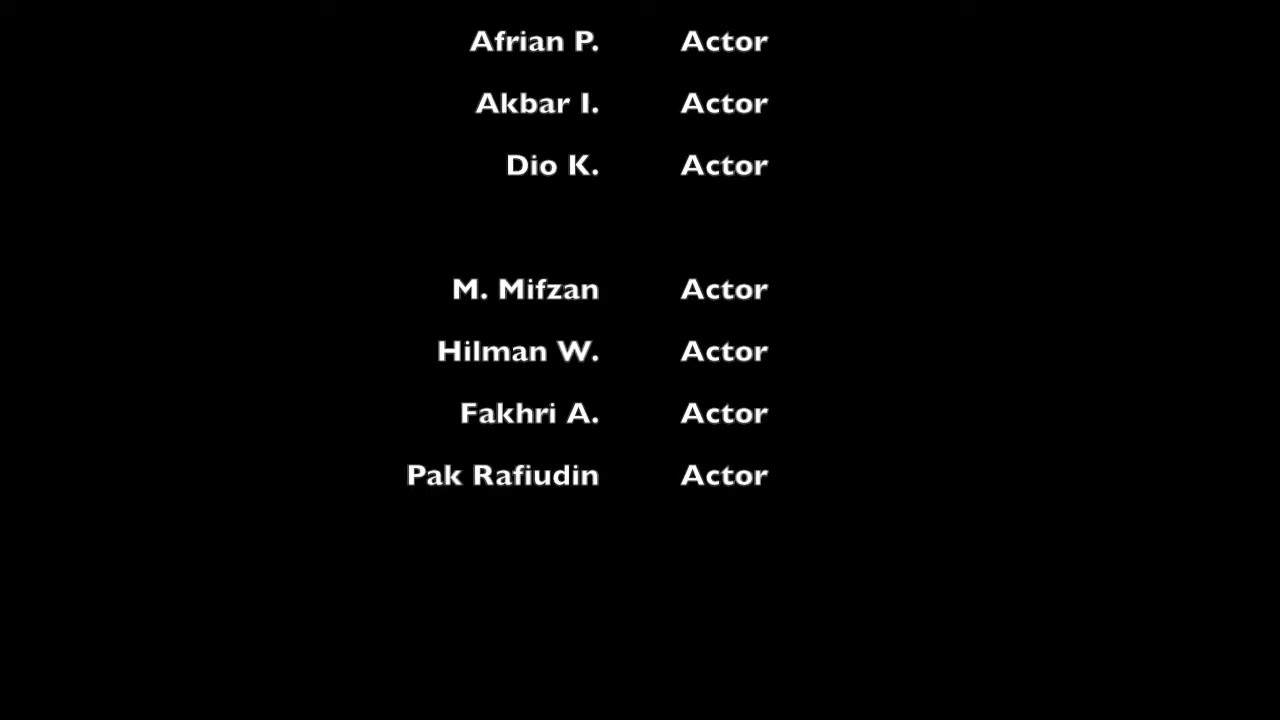 Afrian P. Actor
Akbar I. Actor
Dio K. Actor
M. Mifzan Actor
Hilman W. Actor
Fakhri A. Actor
Pak Rafiudin Actor